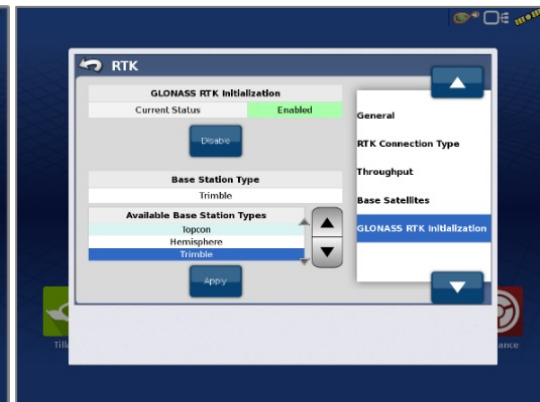 RTK
GLONASS RTK Initialization
Current Status Enabled
Disable
Base Station Type
Trimble
Available Base Station Types
Topcon
Hemisphere
Trimble
Apply
General
RTK Connection Type
Throughput
Base Satellites
GLONASS RTK Initialization